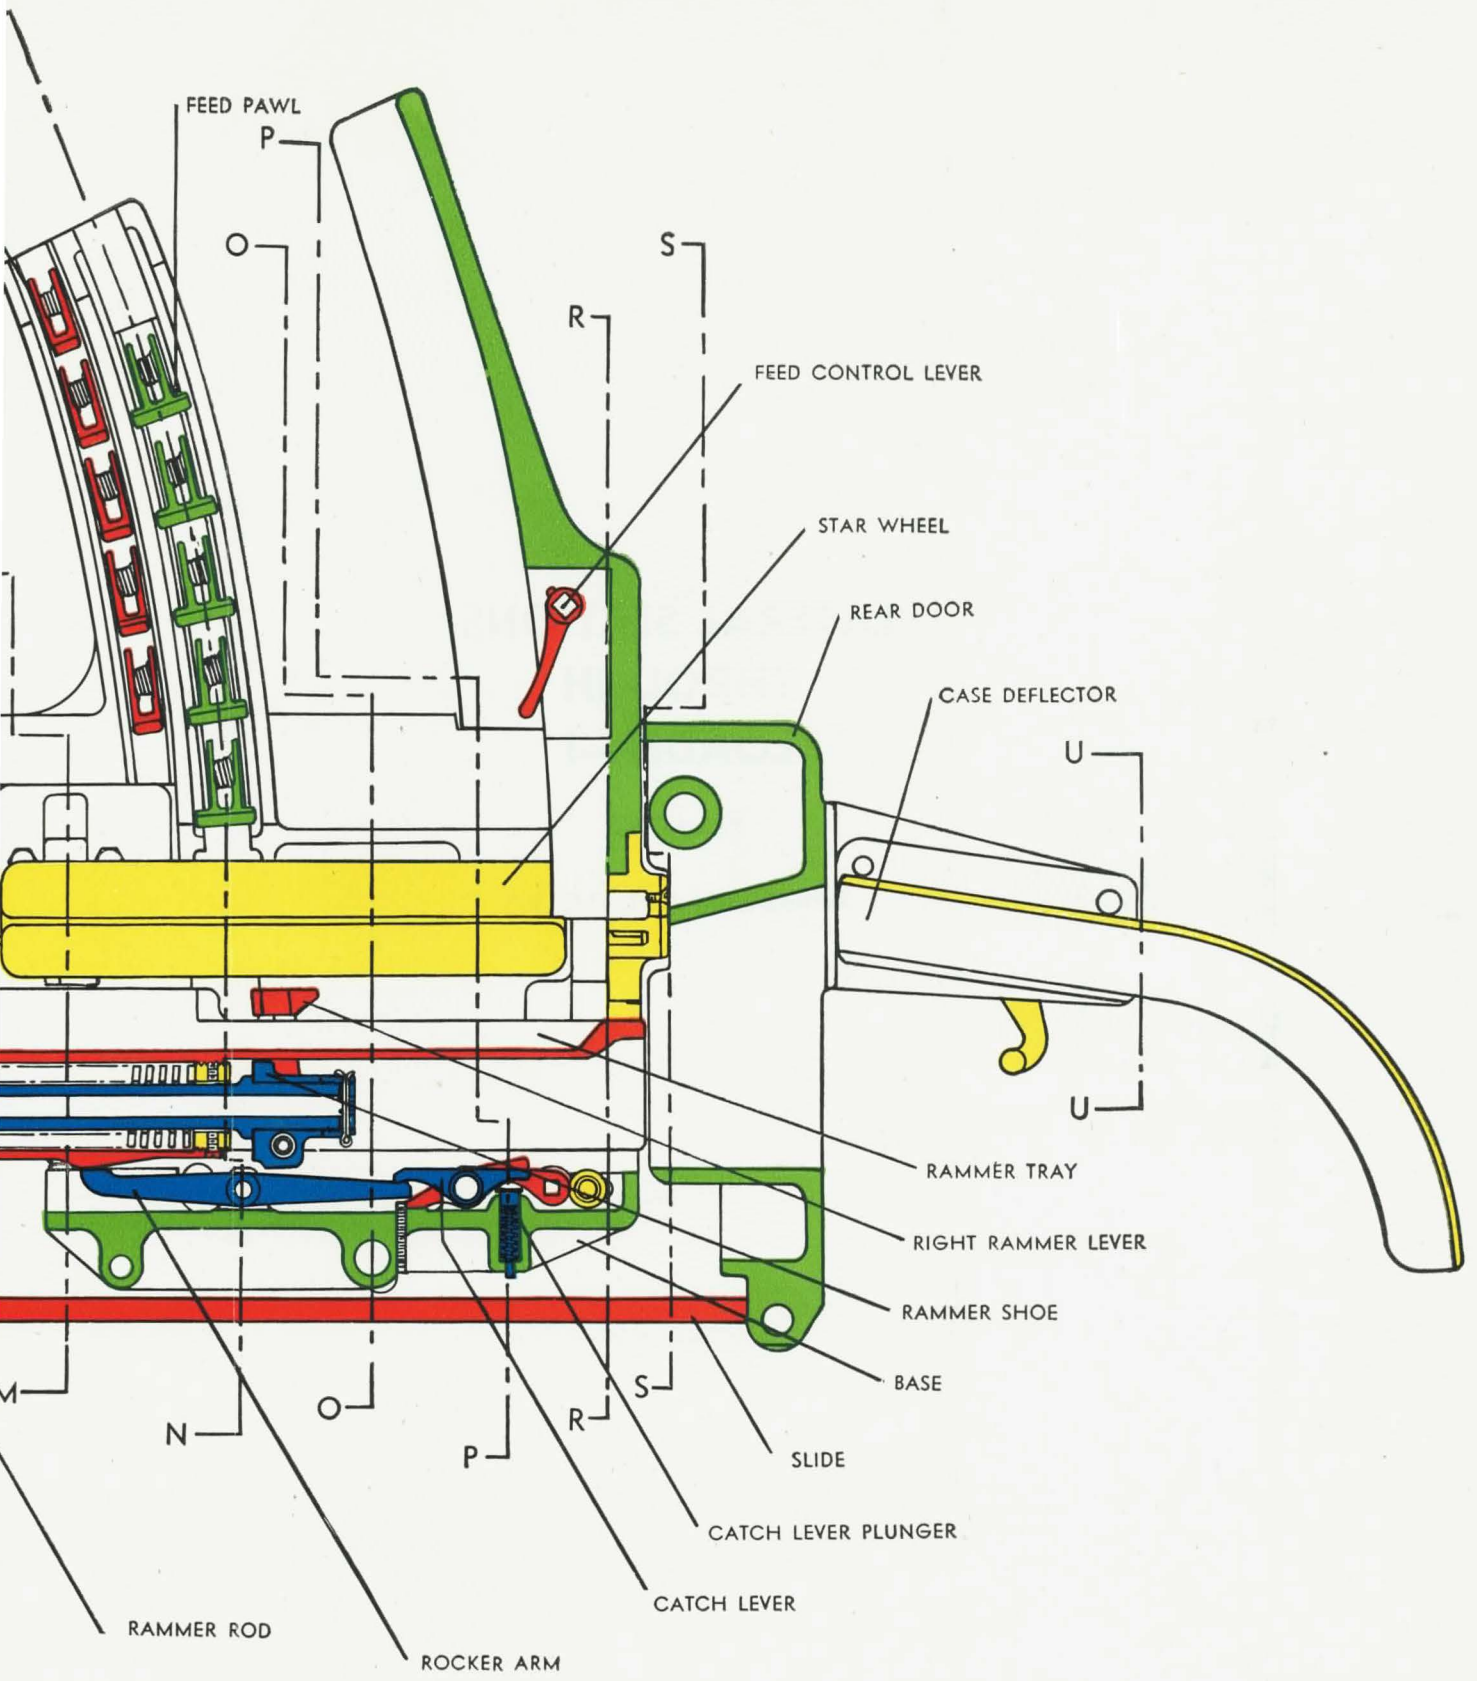 FEED PAWL
P
O
S
R
FEED CONTROL LEVER
STAR WHEEL
REAR DOOR
CASE DEFLECTOR
U
U
RAMMER TRAY
RIGHT RAMMER LEVER
RAMMER SHOE
BASE
M
N
O
P
R
S
SLIDE
CATCH LEVER PLUNGER
CATCH LEVER
RAMMER ROD
ROCKER ARM